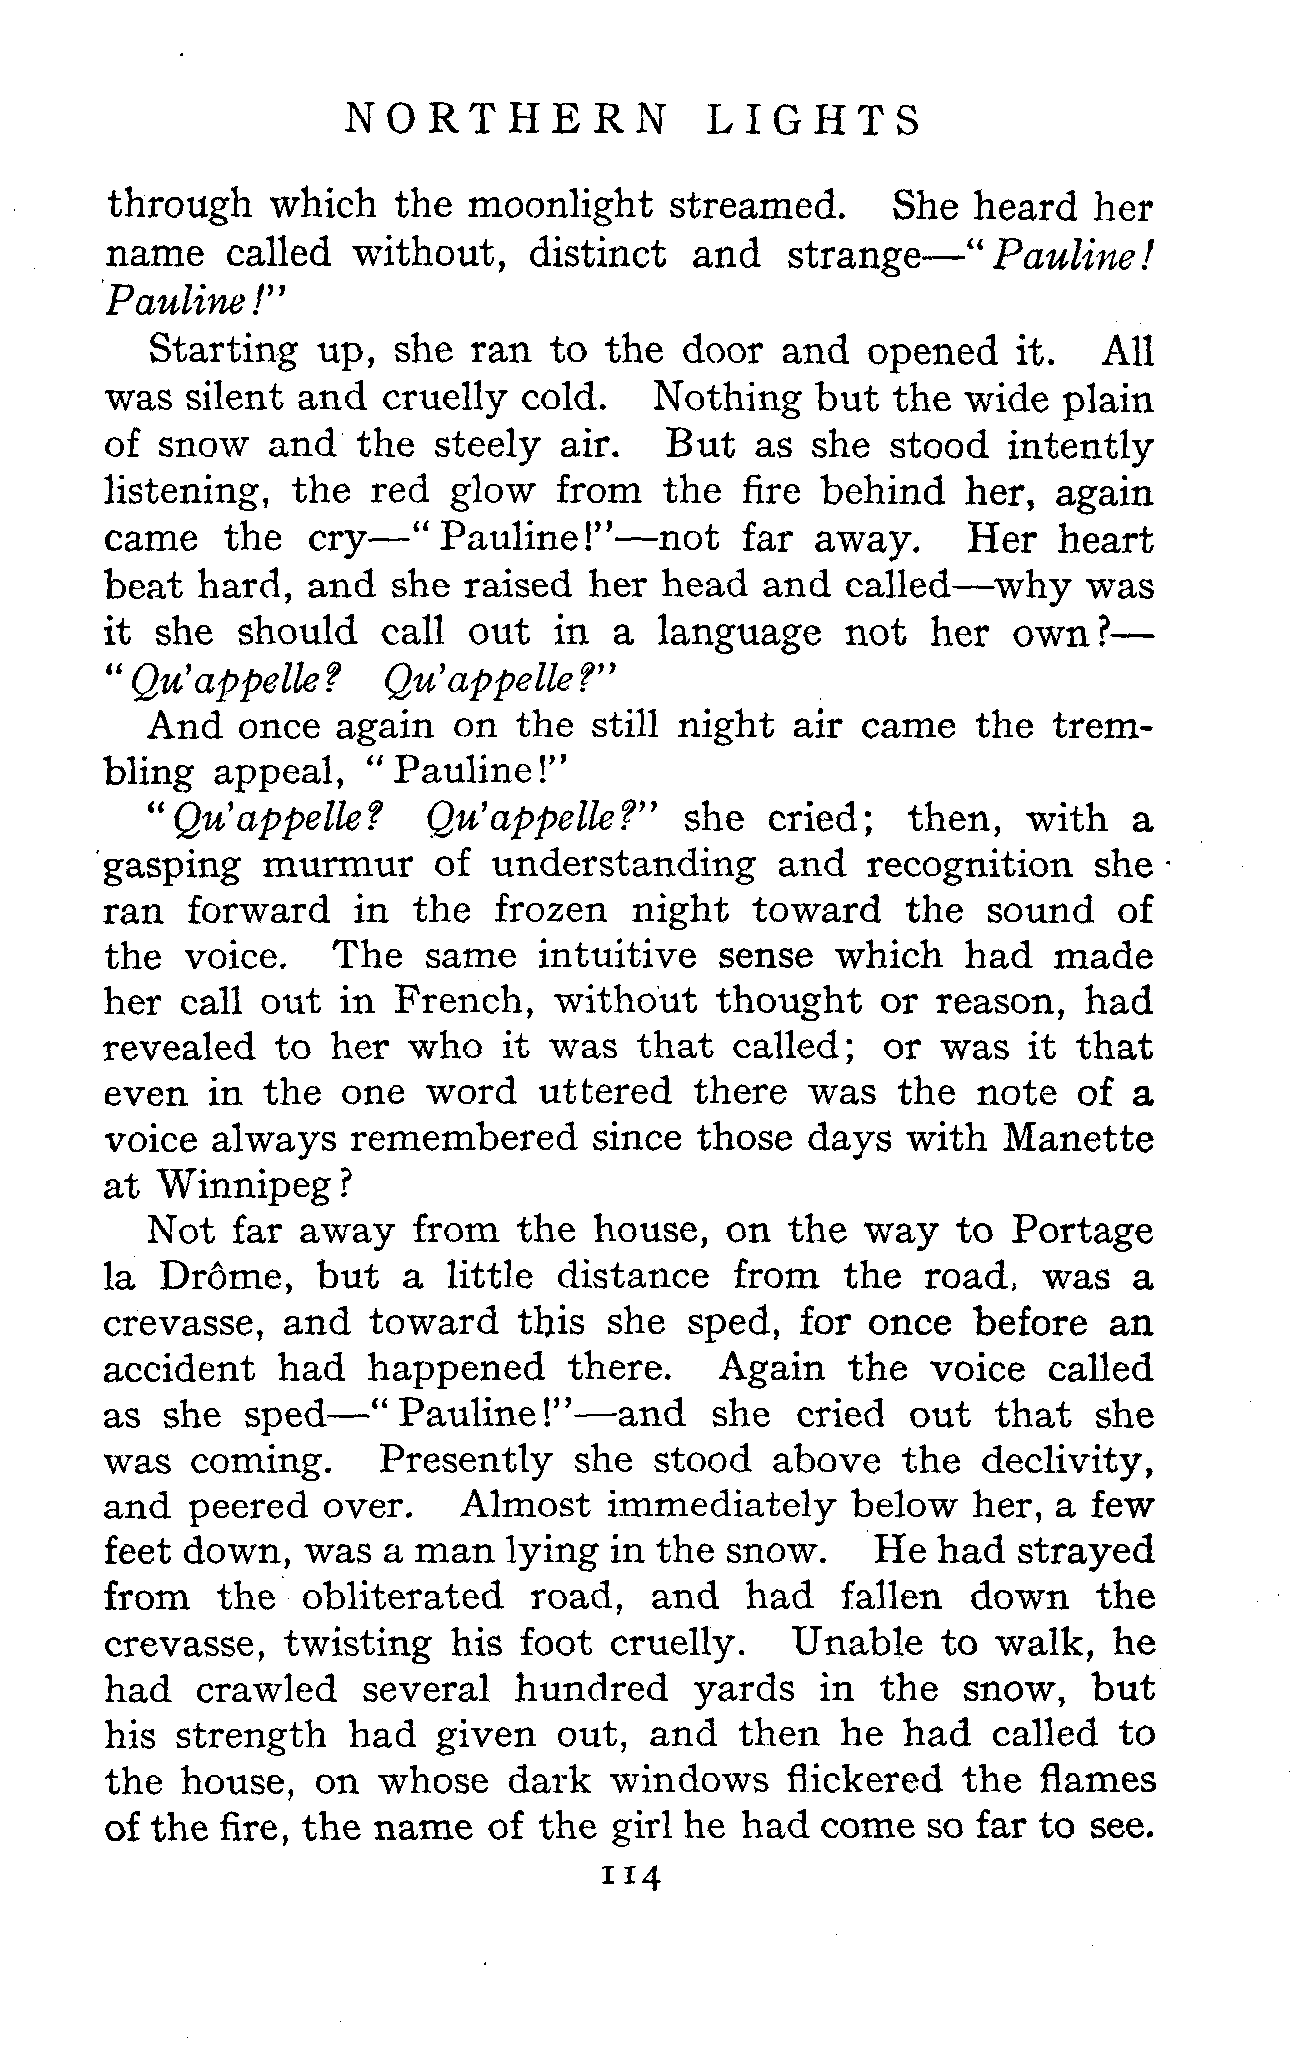 NORTHERN LIGHTS
through which the moonlight streamed. She heard her
name called without, distinct and strange—"Pauline!
Pauline!"
Starting up, she ran to the door and opened it. All
was silent and cruelly cold. Nothing but the wide plain
of snow and the steely air. But as she stood intently
listening, the red glow from the fire behind her, again
came the cry—"Pauline!"—not far away. Her heart
beat hard, and she raised her head and called—why was
it she should call out in a language not her own?—
"Qu'appelle? Qu'appelle?"
And once again on the still night air came the trem-
bling appeal, "Pauline!"
"Qu'appelle? Qu'appelle?" she cried; then, with a
gasping murmur of understanding and recognition she
ran forward in the frozen night toward the sound of
the voice. The same intuitive sense which had made
her call out in French, without thought or reason, had
revealed to her who it was that called; or was it that
even in the one word uttered there was the note of a
voice always remembered since those days with Manette
at Winnipeg?
Not far away from the house, on the way to Portage
la Drôme, but a little distance from the road, was a
crevasse, and toward this she sped, for once before an
accident had happened there. Again the voice called
as she sped—"Pauline!"—and she cried out that she
was coming. Presently she stood above the declivity,
and peered over. Almost immediately below her, a few
feet down, was a man lying in the snow. He had strayed
from the obliterated road, and had fallen down the
crevasse, twisting his foot cruelly. Unable to walk, he
had crawled several hundred yards in the snow, but
his strength had given out, and then he had called to
the house, on whose dark windows flickered the flames
of the fire, the name of the girl he had come so far to see.
114